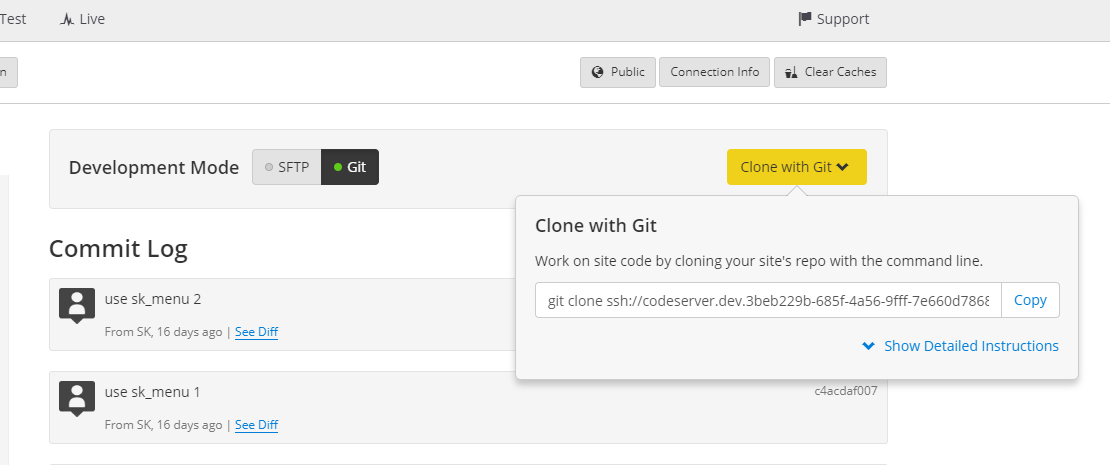 Test
Live
Support
n
Public
Connection Info
Clear Caches
Development Mode
SFTP
Git
Clone with Git
Clone with Git
Work on site code by cloning your site's repo with the command line.
git clone ssh://codeserver.dev.3beb229b-685f-4a56-9fff-7e660d7868
Copy
Show Detailed Instructions
Commit Log
use sk_menu 2
From SK, 16 days ago | See Diff
use sk_menu 1
c4acdaf007
From SK, 16 days ago | See Diff